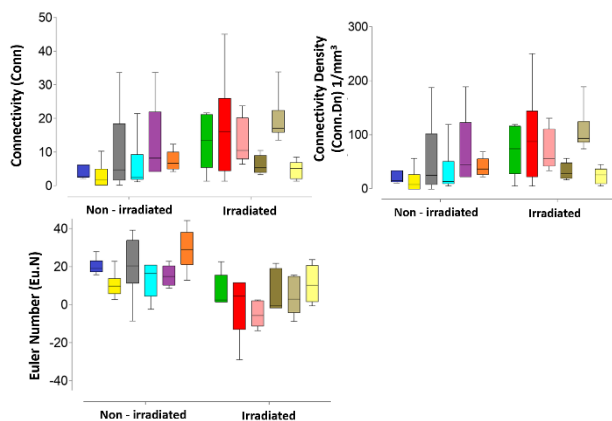 Connectivity (Conn)
50
40
30
20
10
0
Non - irradiated
Irradiated
Connectivity Density
(Conn.Dn) 1/mm³
300
200
100
0
Non - irradiated
Irradiated
Euler Number (Eu.N)
40
20
0
-20
-40
Non - irradiated
Irradiated